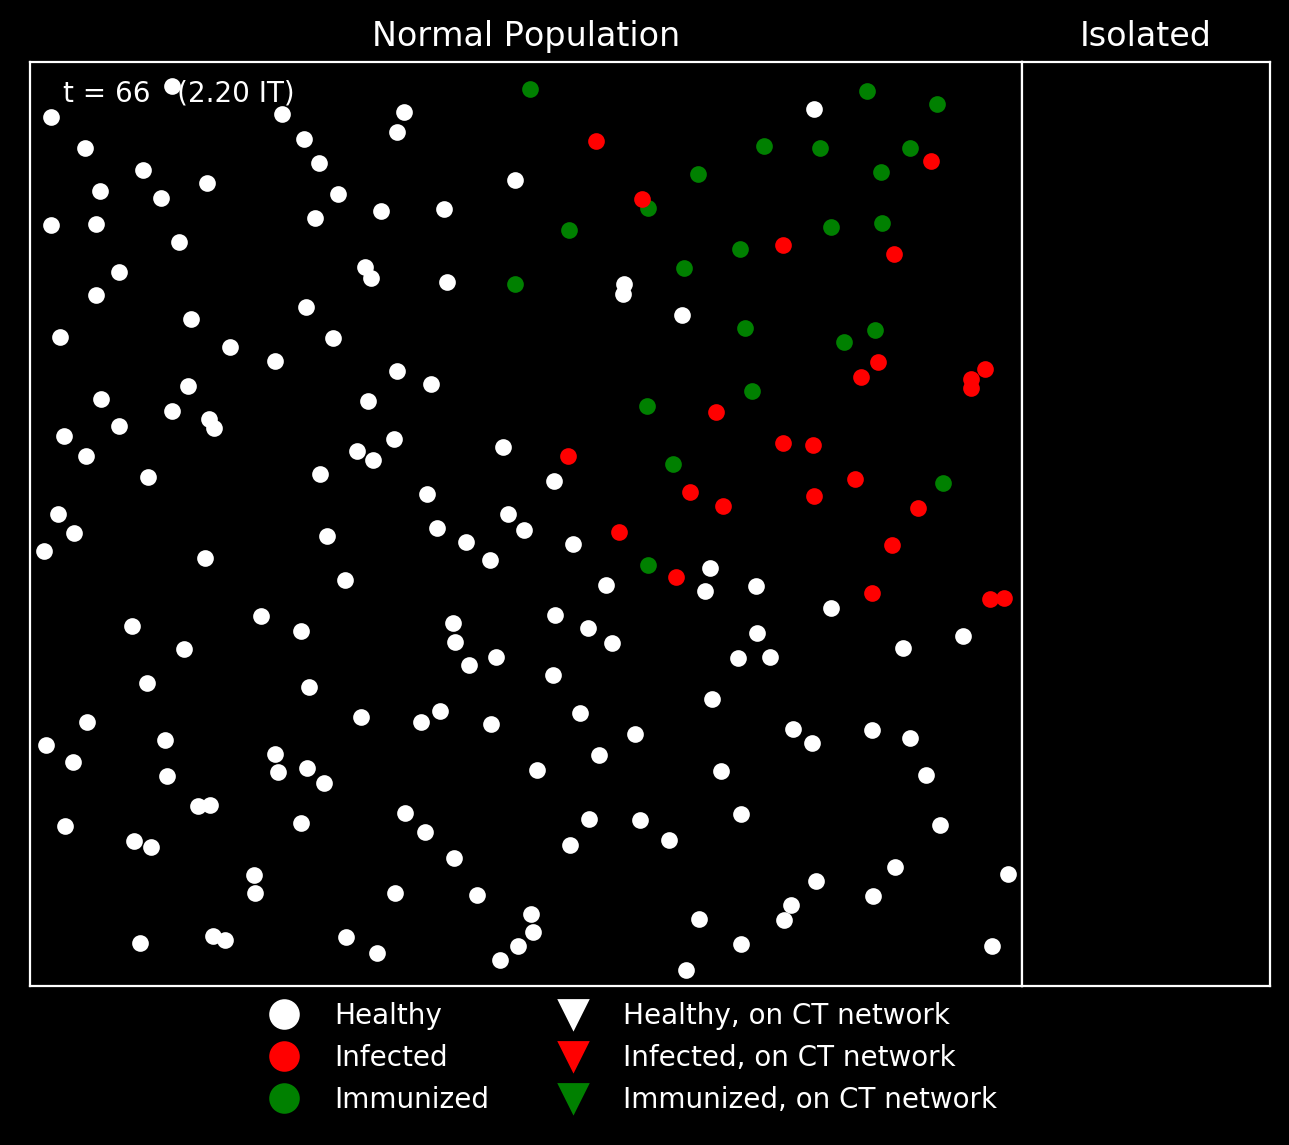 Normal Population
Isolated
t = 66 (2.20 IT)
Healthy
Healthy, on CT network
Infected
Infected, on CT network
Immunized
Immunized, on CT network